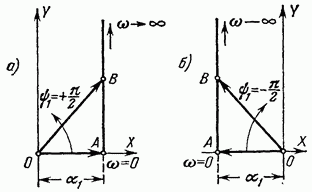 Y
ω→∞
а)
B
ψ₁=+π/2
O
A
X
ω=0
α₁
Y
ω—∞
б)
B
ψ₁=-π/2
A
X
ω=0
O
α₁